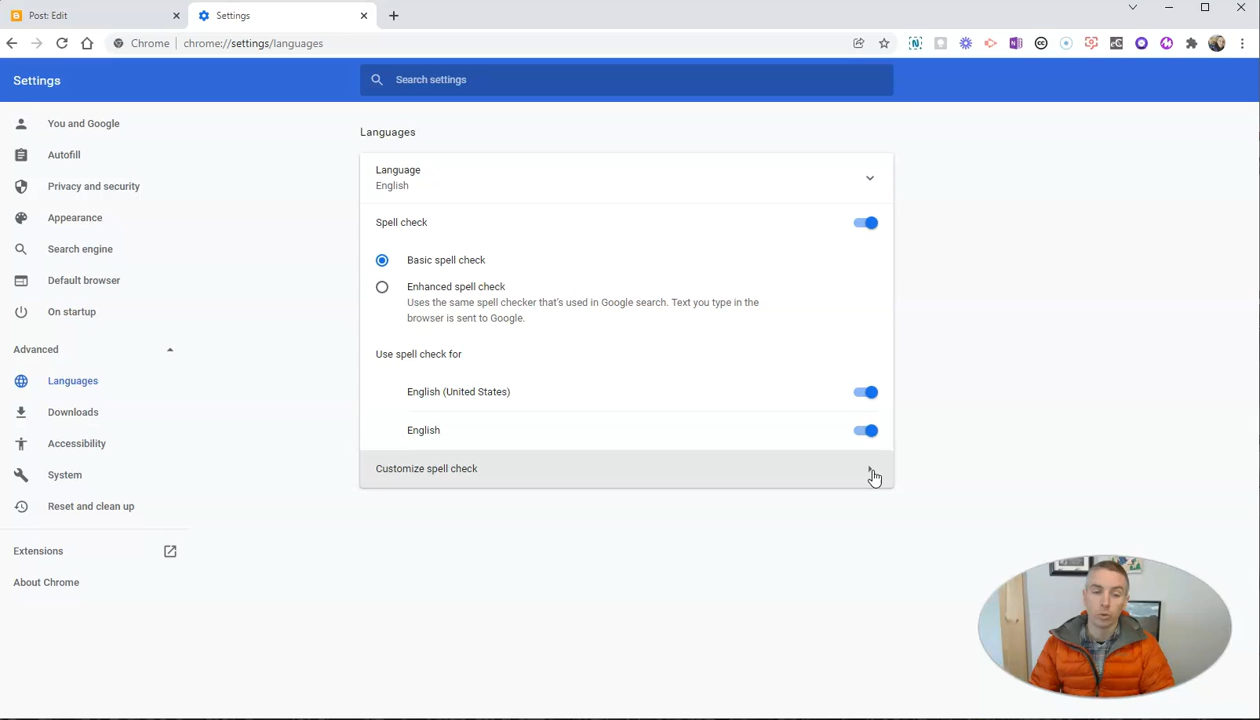 Post: Edit
Settings
Chrome
chrome://settings/languages
Settings
Search settings
You and Google
Autofill
Privacy and security
Appearance
Search engine
Default browser
On startup
Advanced
Languages
Downloads
Accessibility
System
Reset and clean up
Extensions
About Chrome
Languages
Language
English
Spell check
Basic spell check
Enhanced spell check
Uses the same spell checker that's used in Google search. Text you type in the
browser is sent to Google.
Use spell check for
English (United States)
English
Customize spell check